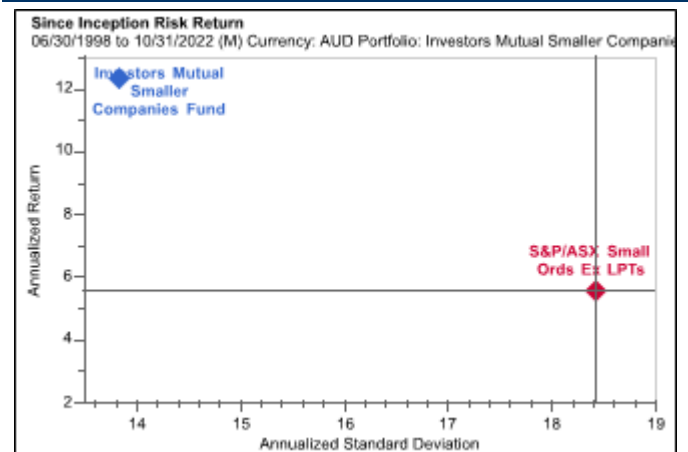 Since Inception Risk Return
06/30/1998 to 10/31/2022 (M) Currency: AUD Portfolio: Investors Mutual Smaller Companie
Annualized Return
12
10
8
6
4
2
Investors Mutual
Smaller
Companies Fund
S&P/ASX Small
Ords Ex LPTs
14
15
16
17
18
19
Annualized Standard Deviation